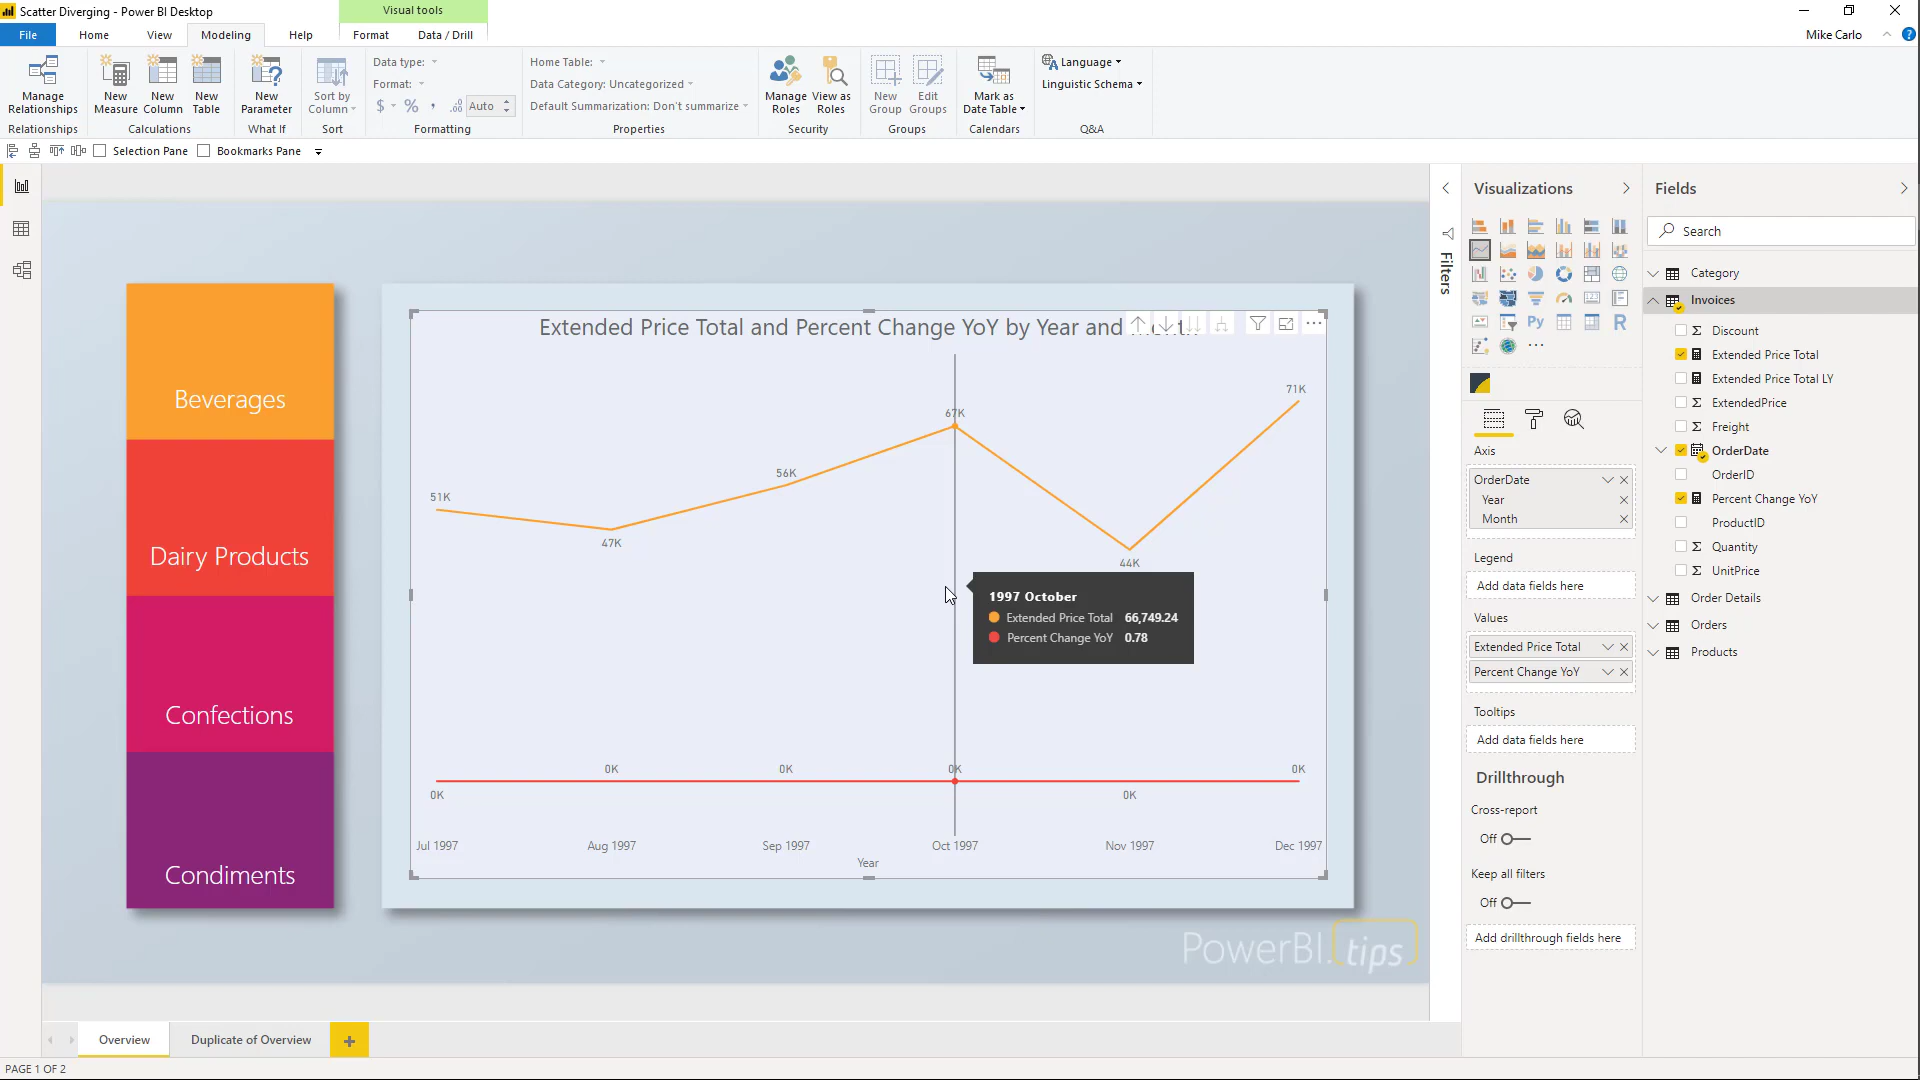 Scatter Diverging - Power BI Desktop
Visual tools
File
Home
View
Modeling
Help
Format
Data / Drill
Mike Carlo
Manage
Relationships
New
Measure
New
Column
New
Table
New
Parameter
Sort by
Column
Data type:
Format:
$ % , Auto
Home Table:
Data Category: Uncategorized
Default Summarization: Don't summarize
Manage
Roles
View as
Roles
New
Group
Edit
Groups
Mark as
Date Table
Language
Linguistic Schema
Relationships
Calculations
What If
Sort
Formatting
Properties
Security
Groups
Calendars
Q&A
Selection Pane
Bookmarks Pane
Beverages
Dairy Products
Confections
Condiments
Extended Price Total and Percent Change YoY by Year and Month
71K
67K
56K
51K
47K
44K
1997 October
Extended Price Total 66,749.24
Percent Change YoY 0.78
0K
0K
0K
0K
0K
0K
Jul 1997
Aug 1997
Sep 1997
Oct 1997
Nov 1997
Dec 1997
Year
PowerBI.tips
Filters
Visualizations
Py
R
Axis
OrderDate
Year
Month
Legend
Add data fields here
Values
Extended Price Total
Percent Change YoY
Tooltips
Add data fields here
Drillthrough
Cross-report
Off
Keep all filters
Off
Add drillthrough fields here
Fields
Search
Category
Invoices
Discount
Extended Price Total
Extended Price Total LY
ExtendedPrice
Freight
OrderDate
OrderID
Percent Change YoY
ProductID
Quantity
UnitPrice
Order Details
Orders
Products
Overview
Duplicate of Overview
PAGE 1 OF 2